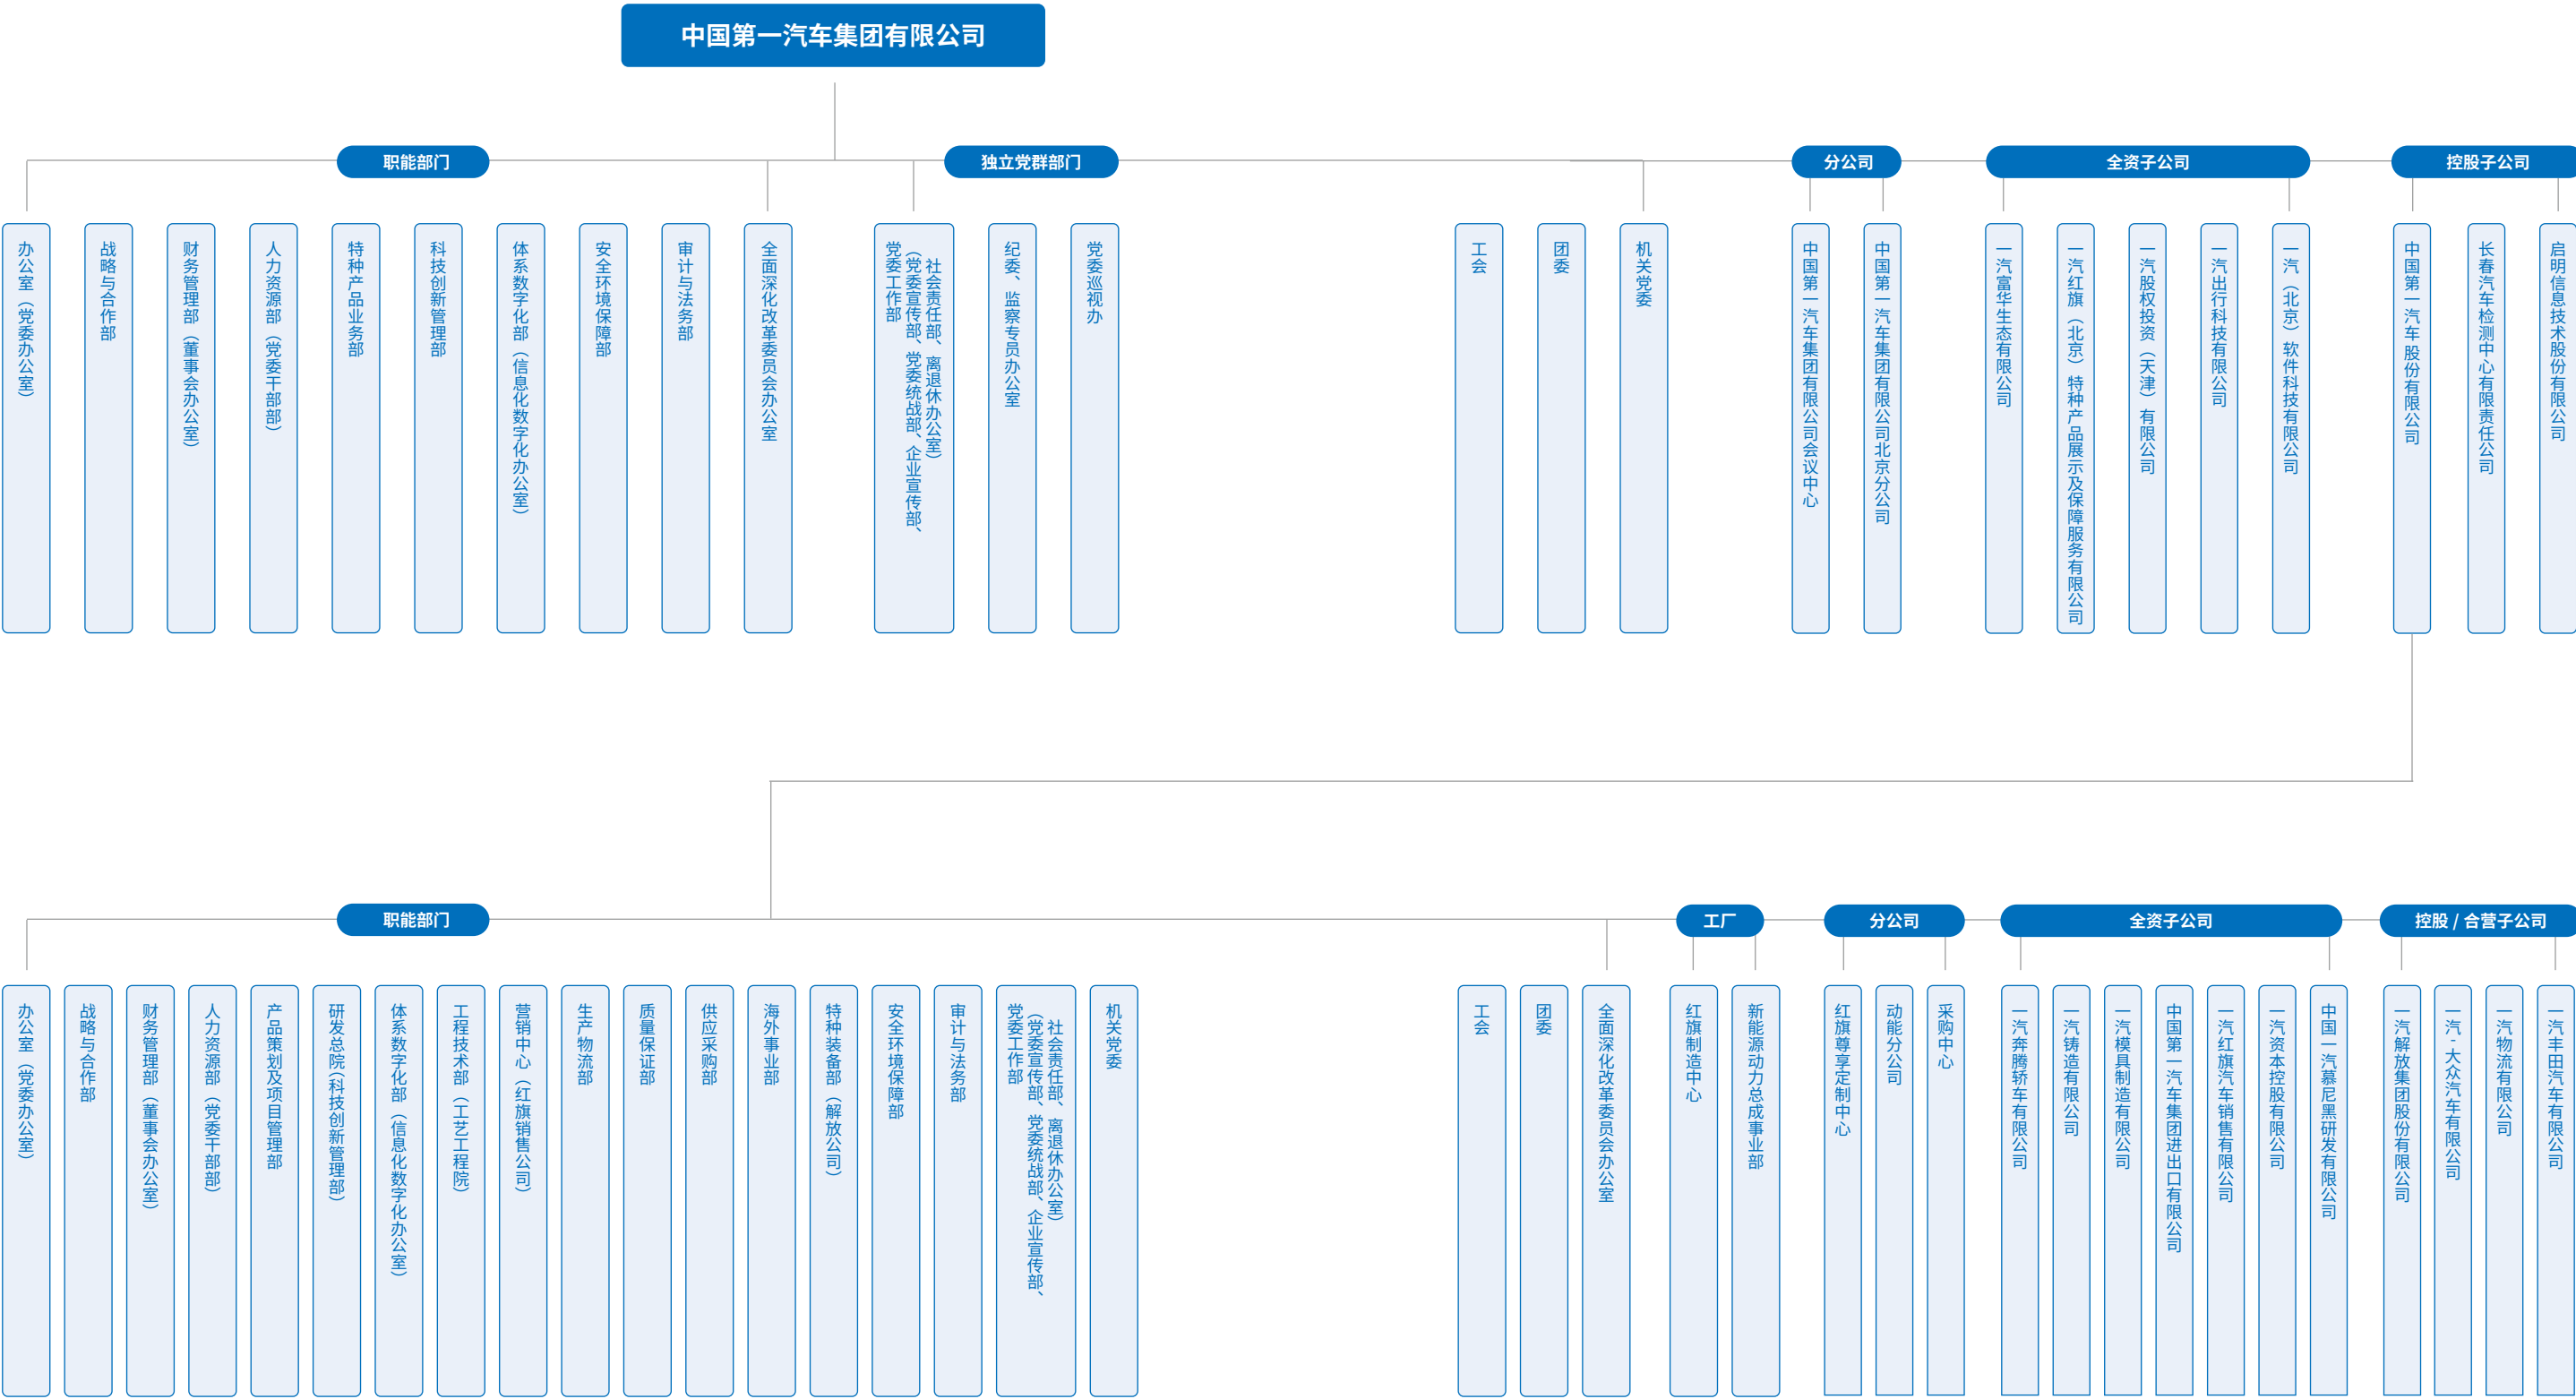 中国第一汽车集团有限公司
职能部门
独立党群部门
分公司
全资子公司
控股子公司
办公室（党委办公室）
战略与合作部
财务管理部（董事会办公室）
人力资源部（党委干部部）
特种产品业务部
科技创新管理部
体系数字化部（信息化数字化办公室）
安全环境保障部
审计与法务部
全面深化改革委员会办公室
党委工作部
（党委宣传部、党委统战部、企业宣传部、
社会责任部、离退休办公室）
纪委、监察专员办公室
党委巡视办
工会
团委
机关党委
中国第一汽车集团有限公司会议中心
中国第一汽车集团有限公司北京分公司
一汽富华生态有限公司
一汽红旗（北京）特种产品展示及保障服务有限公司
一汽股权投资（天津）有限公司
一汽出行科技有限公司
一汽（北京）软件科技有限公司
中国第一汽车 股份有限公司
长春汽车检测中心有限责任公司
启明信息技术股份有限公司
职能部门
工厂
分公司
全资子公司
控股 / 合营子公司
办公室（党委办公室）
战略与合作部
财务管理部（董事会办公室）
人力资源部（党委干部部）
产品策划及项目管理部
研发总院（科技创新管理部）
体系数字化部（信息化数字化办公室）
工程技术部（工艺工程院）
营销中心（红旗销售公司）
生产物流部
质量保证部
供应采购部
海外事业部
特种装备部（解放公司）
安全环境保障部
审计与法务部
党委工作部
（党委宣传部、党委统战部、企业宣传部、
社会责任部、离退休办公室）
机关党委
工会
团委
全面深化改革委员会办公室
红旗制造中心
新能源动力总成事业部
红旗尊享定制中心
动能分公司
采购中心
一汽奔腾轿车有限公司
一汽铸造有限公司
一汽模具制造有限公司
中国第一汽车集团进出口有限公司
一汽红旗汽车销售有限公司
一汽资本控股有限公司
中国一汽慕尼黑研发有限公司
一汽解放集团股份有限公司
一汽-大众汽车有限公司
一汽物流有限公司
一汽丰田汽车有限公司